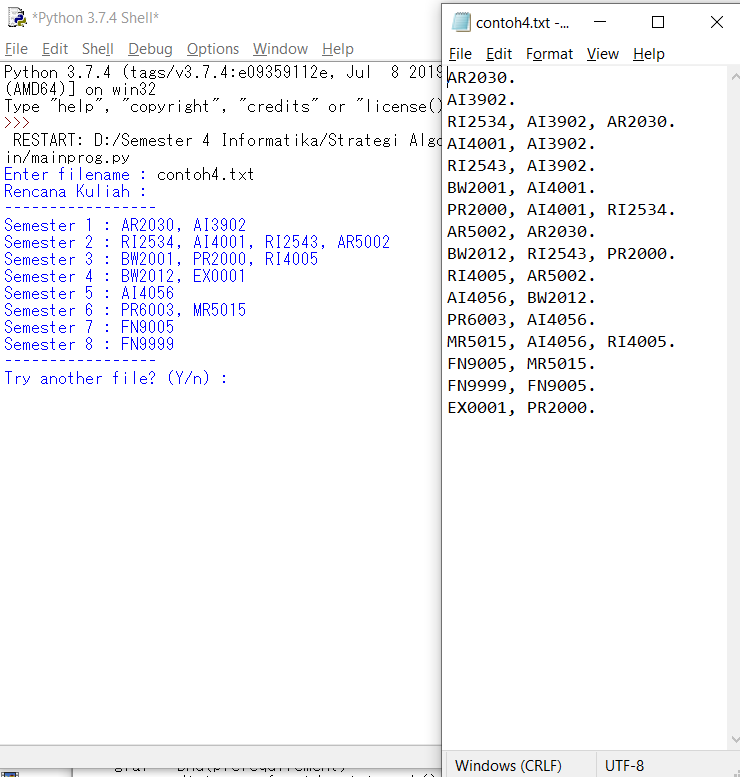 *Python 3.7.4 Shell*
File Edit Shell Debug Options Window Help
Python 3.7.4 (tags/v3.7.4:e09359112e, Jul 8 2019
(AMD64)] on win32
Type "help", "copyright", "credits" or "license()
>>>
RESTART: D:/Semester 4 Informatika/Strategi Algo
in/mainprog.py
Enter filename : contoh4.txt
Rencana Kuliah :
-----------------
Semester 1 : AR2030, AI3902
Semester 2 : RI2534, AI4001, RI2543, AR5002
Semester 3 : BW2001, PR2000, RI4005
Semester 4 : BW2012, EX0001
Semester 5 : AI4056
Semester 6 : PR6003, MR5015
Semester 7 : FN9005
Semester 8 : FN9999
-----------------
Try another file? (Y/n) :
contoh4.txt -...
File Edit Format View Help
AR2030.
AI3902.
RI2534, AI3902, AR2030.
AI4001, AI3902.
RI2543, AI3902.
BW2001, AI4001.
PR2000, AI4001, RI2534.
AR5002, AR2030.
BW2012, RI2543, PR2000.
RI4005, AR5002.
AI4056, BW2012.
PR6003, AI4056.
MR5015, AI4056, RI4005.
FN9005, MR5015.
FN9999, FN9005.
EX0001, PR2000.
Windows (CRLF) UTF-8